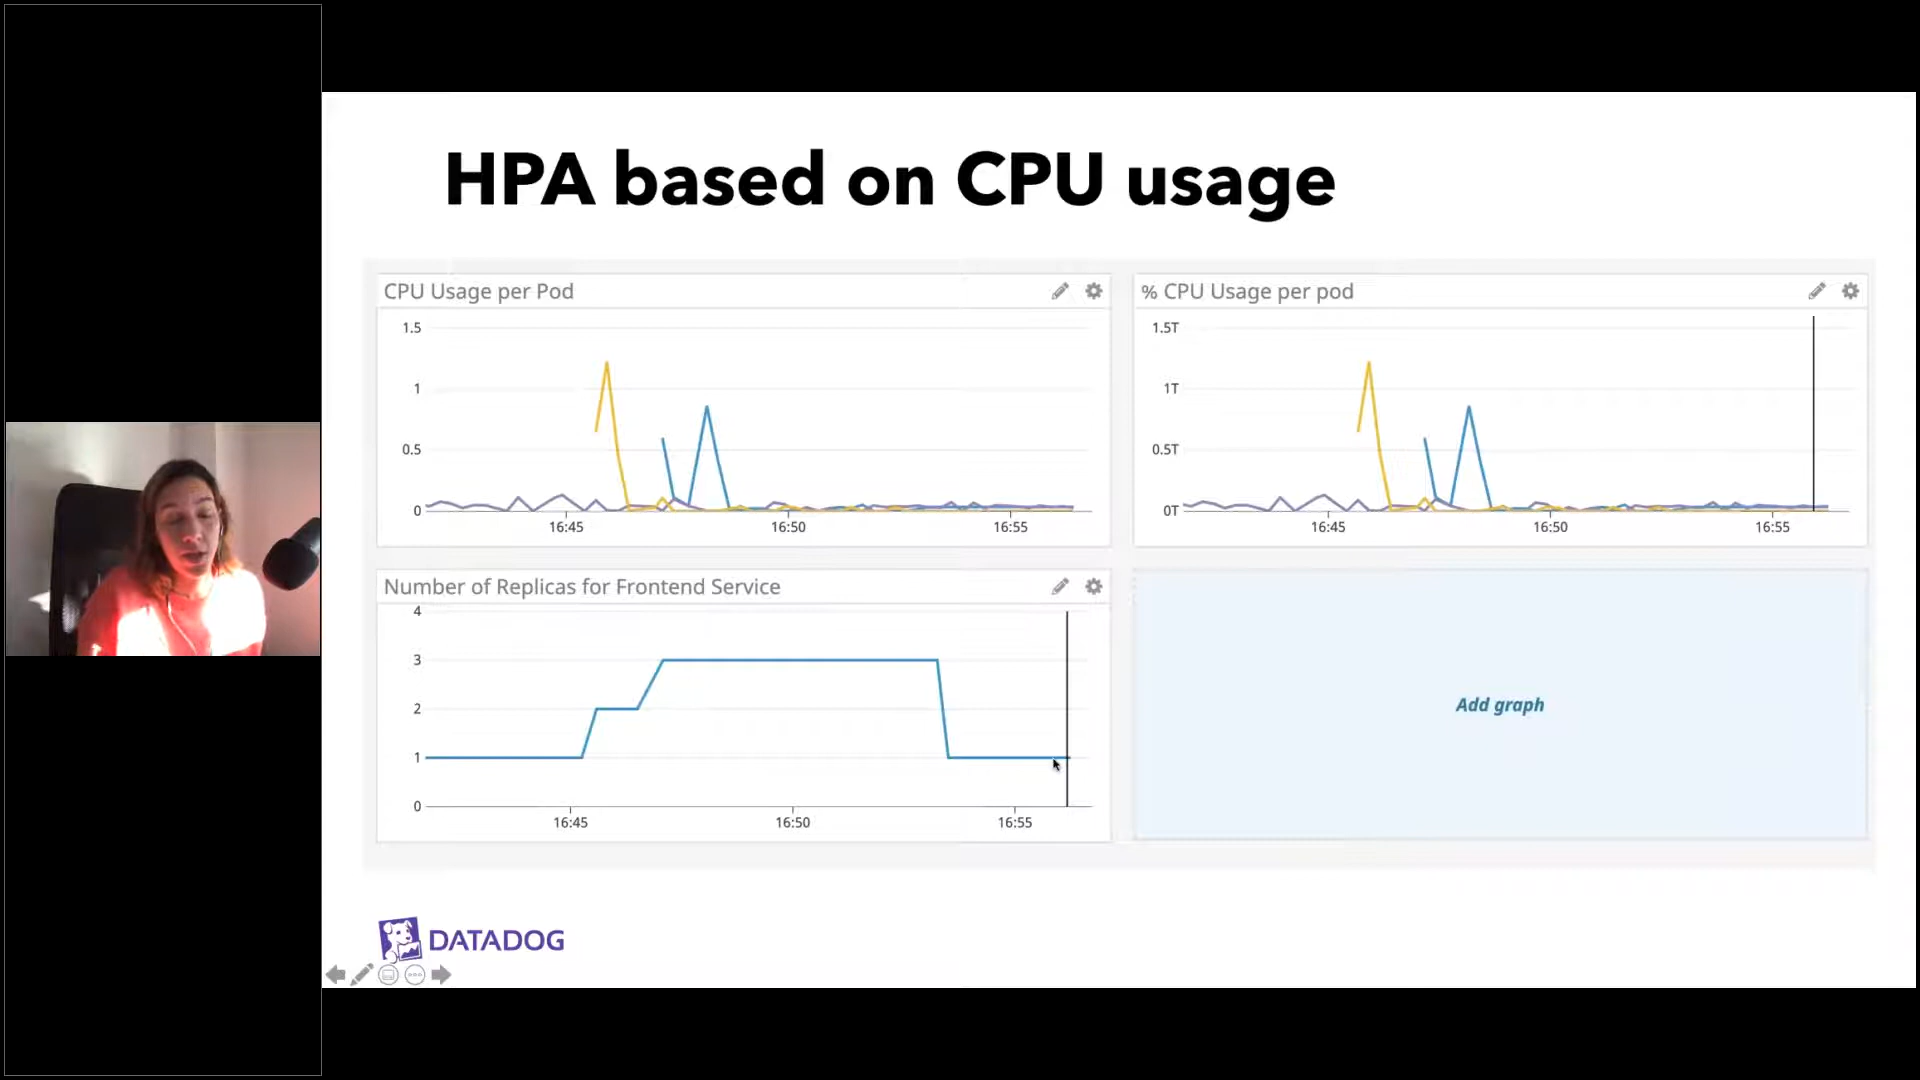 HPA based on CPU usage
CPU Usage per Pod
1.5
1
0.5
0
16:45
16:50
16:55
% CPU Usage per pod
1.5T
1T
0.5T
0T
16:45
16:50
16:55
Number of Replicas for Frontend Service
4
3
2
1
0
16:45
16:50
16:55
Add graph
DATADOG